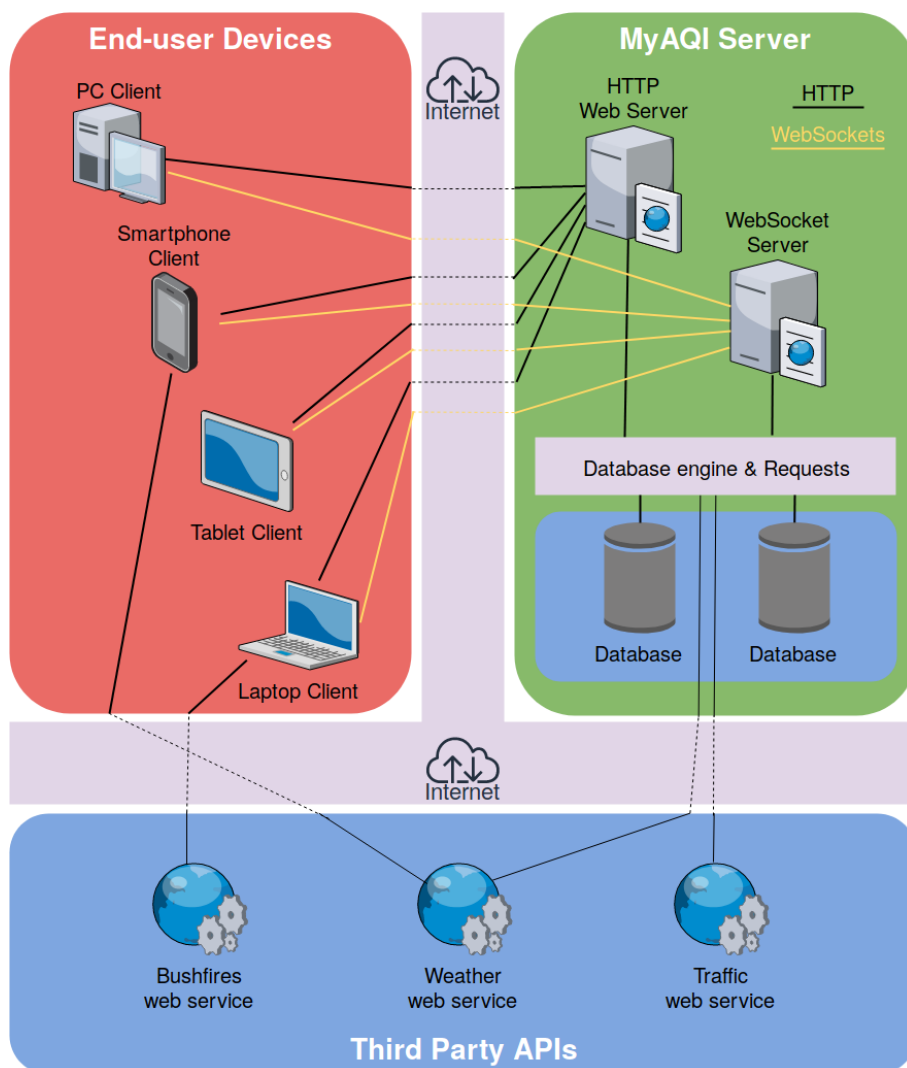 End-user Devices
MyAQI Server
PC Client
Internet
HTTP
Web Server
HTTP
WebSockets
Smartphone
Client
WebSocket
Server
Tablet Client
Database engine & Requests
Laptop Client
Database
Database
Internet
Bushfires
web service
Weather
web service
Traffic
web service
Third Party APIs